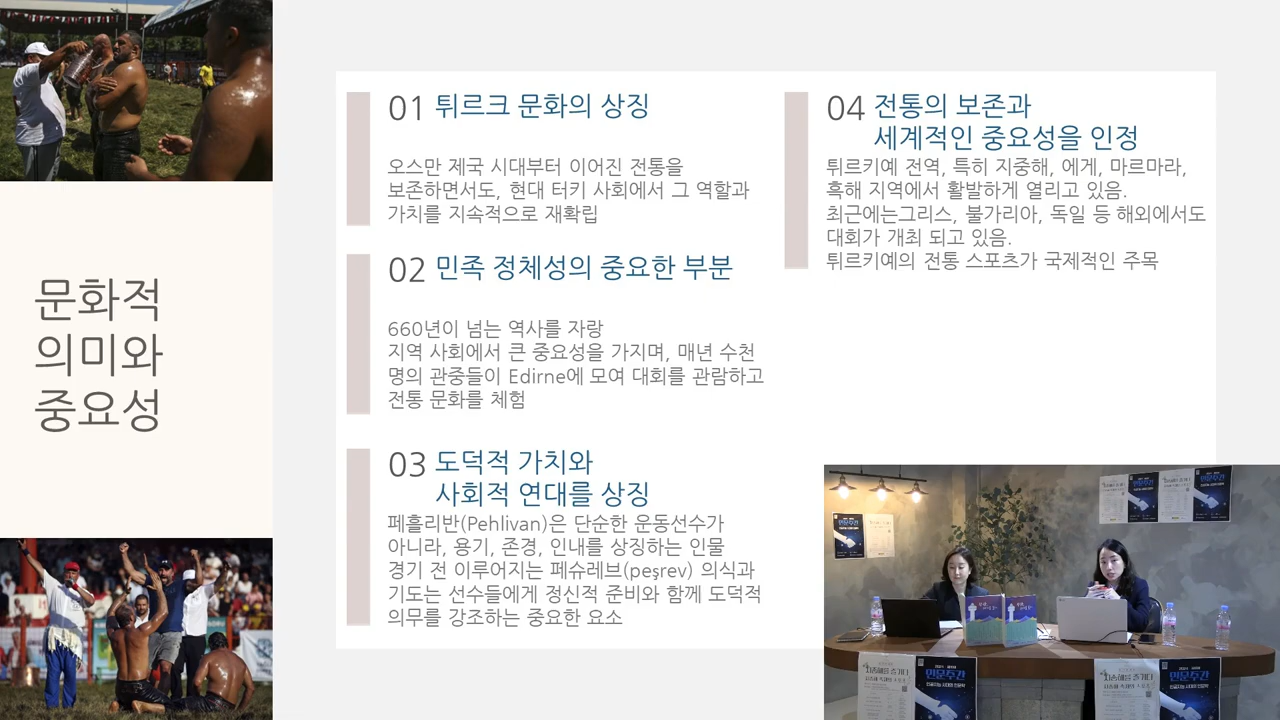 문화적
의미와
중요성
01 튀르크 문화의 상징
오스만 제국 시대부터 이어진 전통을
보존하면서도, 현대 터키 사회에서 그 역할과
가치를 지속적으로 재확립
02 민족 정체성의 중요한 부분
660년이 넘는 역사를 자랑
지역 사회에서 큰 중요성을 가지며, 매년 수천
명의 관중들이 Edirne에 모여 대회를 관람하고
전통 문화를 체험
03 도덕적 가치와
사회적 연대를 상징
페흘리반(Pehlivan)은 단순한 운동선수가
아니라, 용기, 존경, 인내를 상징하는 인물
경기 전 이루어지는 페슈레브(peşrev) 의식과
기도는 선수들에게 정신적 준비와 함께 도덕적
의무를 강조하는 중요한 요소
04 전통의 보존과
세계적인 중요성을 인정
튀르키예 전역, 특히 지중해, 에게, 마르마라,
흑해 지역에서 활발하게 열리고 있음.
최근에는그리스, 불가리아, 독일 등 해외에서도
대회가 개최 되고 있음.
튀르키예의 전통 스포츠가 국제적인 주목
인문주간
인문주간
인문주간
인문주간
인문주간